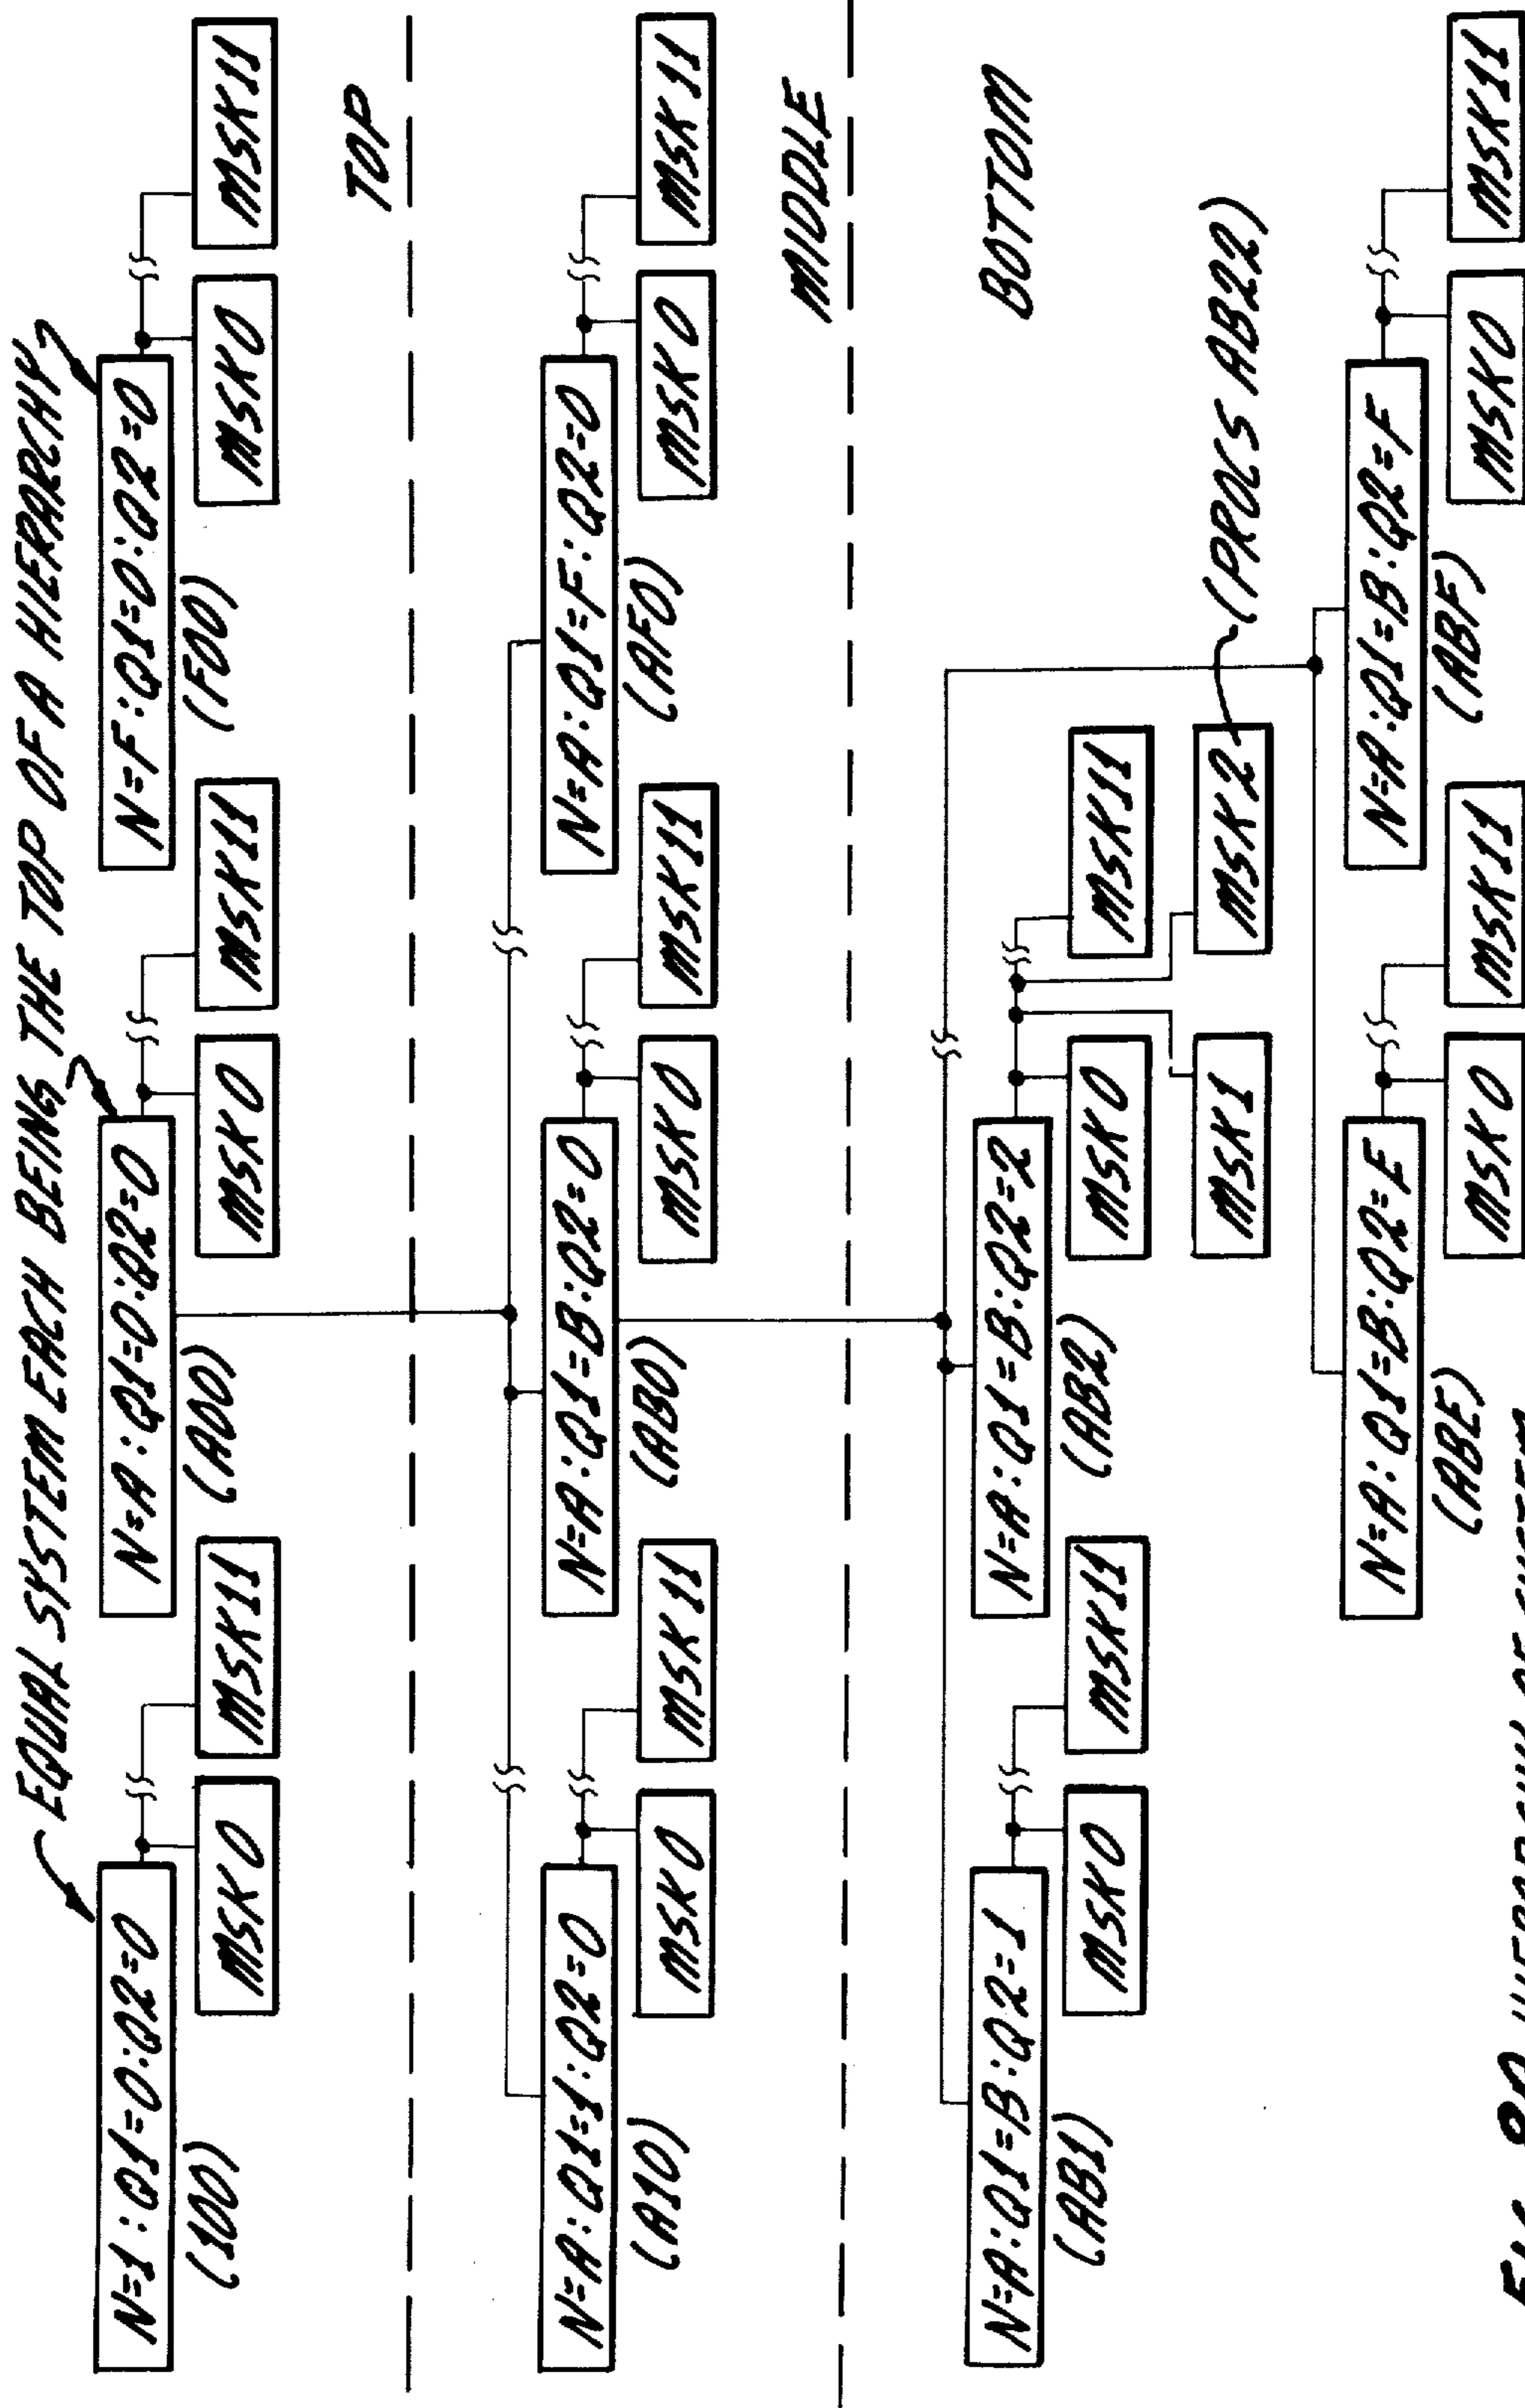 EQUAL SYSTEM EACH BEING THE TOP OF A HIERARCHY
N=1:Q1=0:Q2=0
N=A:Q1=0:Q2=0
N=F:Q1=0:Q2=0
(100)
MSK0
MSK11
(A00)
MSK0
MSK11
(F00)
MSK0
MSK11
TOP
N=A:Q1=1:Q2=0
N=A:Q1=B:Q2=0
N=A:Q1=F:Q2=0
(A10)
MSK0
MSK11
(AB0)
MSK0
MSK11
(AF0)
MSK0
MSK11
MIDDLE
N=A:Q1=B:Q2=1
N=A:Q1=B:Q2=2
BOTTOM
(AB1)
MSK0
MSK11
(AB2)
MSK0
MSK11
MSK1
MSK2
(PROCS AB22)
N=A:Q1=B:Q2=E
N=A:Q1=B:Q2=F
(ABE)
MSK0
MSK11
(ABF)
MSK0
MSK11
HIERARCHY OF SYSTEM